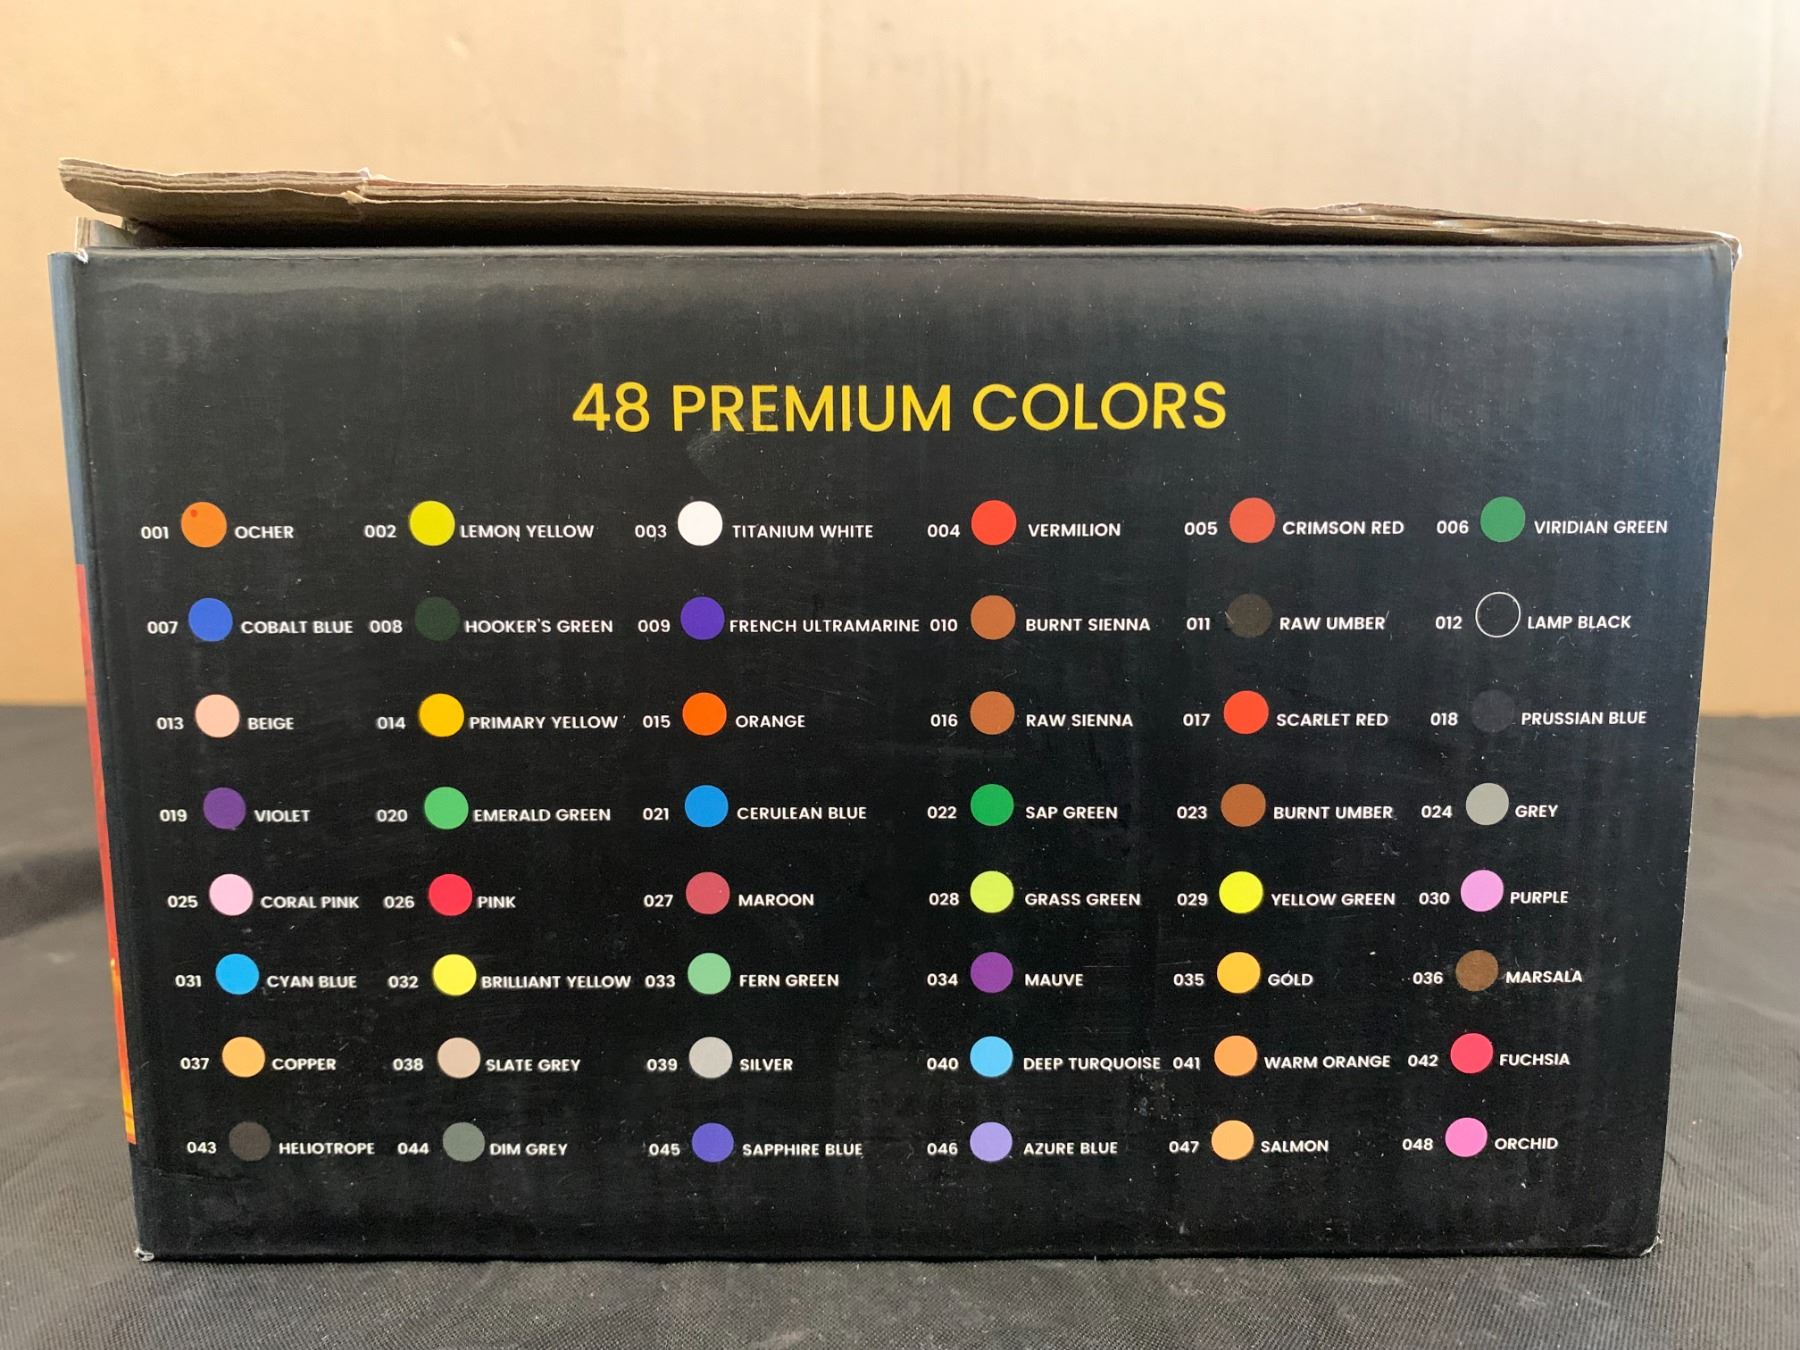 48 PREMIUM COLORS
001 OCHER 002 LEMON YELLOW 003 TITANIUM WHITE 004 VERMILION 005 CRIMSON RED 006 VIRIDIAN GREEN
007 COBALT BLUE 008 HOOKER'S GREEN 009 FRENCH ULTRAMARINE 010 BURNT SIENNA 011 RAW UMBER 012 LAMP BLACK
013 BEIGE 014 PRIMARY YELLOW 015 ORANGE 016 RAW SIENNA 017 SCARLET RED 018 PRUSSIAN BLUE
019 VIOLET 020 EMERALD GREEN 021 CERULEAN BLUE 022 SAP GREEN 023 BURNT UMBER 024 GREY
025 CORAL PINK 026 PINK 027 MAROON 028 GRASS GREEN 029 YELLOW GREEN 030 PURPLE
031 CYAN BLUE 032 BRILLIANT YELLOW 033 FERN GREEN 034 MAUVE 035 GOLD 036 MARSALA
037 COPPER 038 SLATE GREY 039 SILVER 040 DEEP TURQUOISE 041 WARM ORANGE 042 FUCHSIA
043 HELIOTROPE 044 DIM GREY 045 SAPPHIRE BLUE 046 AZURE BLUE 047 SALMON 048 ORCHID